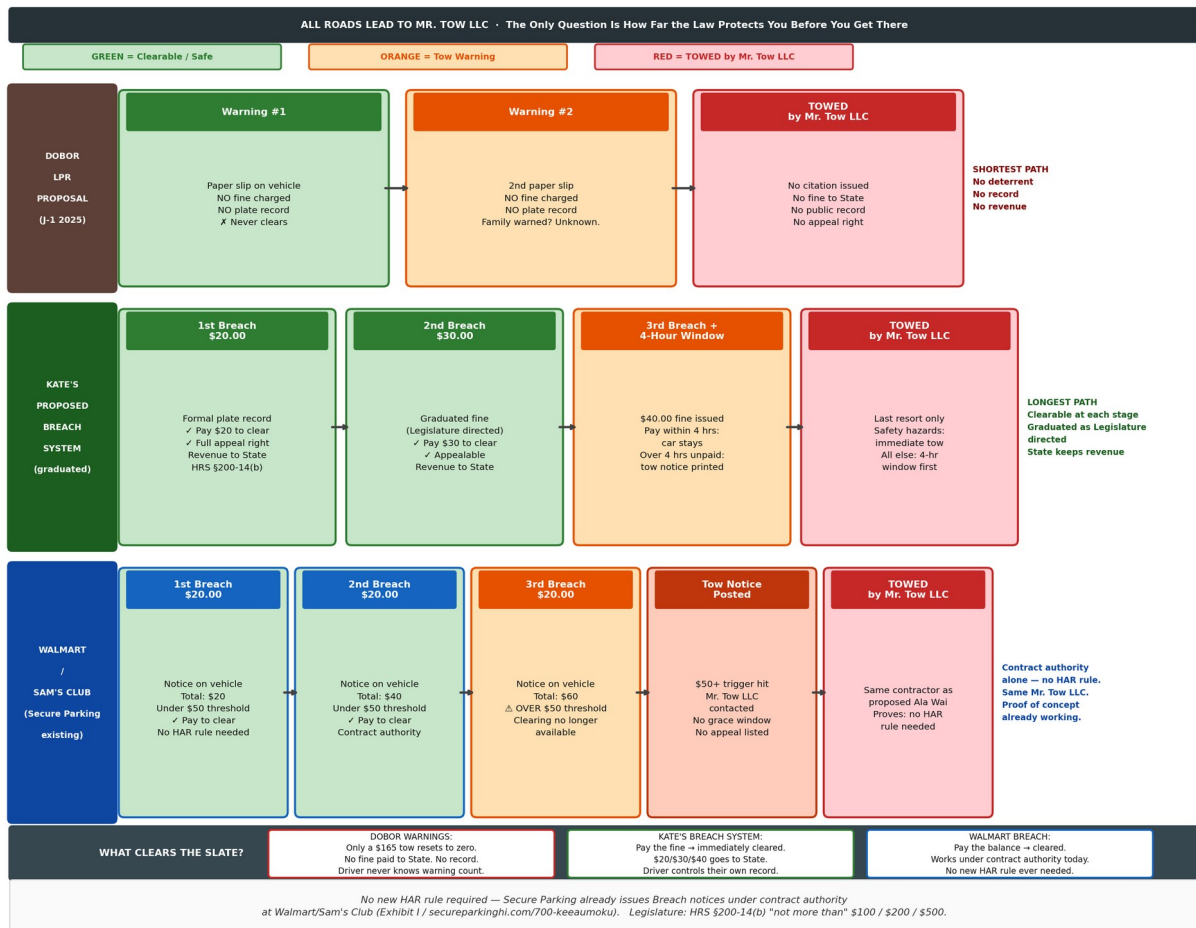 ALL ROADS LEAD TO MR. TOW LLC · The Only Question Is How Far the Law Protects You Before You Get There
GREEN = Clearable / Safe
ORANGE = Tow Warning
RED = TOWED by Mr. Tow LLC
DOBOR
LPR
PROPOSAL
(J-1 2025)
Warning #1
Paper slip on vehicle
NO fine charged
NO plate record
✗ Never clears
Warning #2
2nd paper slip
NO fine charged
NO plate record
Family warned? Unknown.
TOWED
by Mr. Tow LLC
No citation issued
No fine to State
No public record
No appeal right
SHORTEST PATH
No deterrent
No record
No revenue
KATE'S
PROPOSED
BREACH
SYSTEM
(graduated)
1st Breach
$20.00
Formal plate record
✓ Pay $20 to clear
✓ Full appeal right
Revenue to State
HRS §200-14(b)
2nd Breach
$30.00
Graduated fine
(Legislature directed)
✓ Pay $30 to clear
✓ Appealable
Revenue to State
3rd Breach +
4-Hour Window
$40.00 fine issued
Pay within 4 hrs:
car stays
Over 4 hrs unpaid:
tow notice printed
TOWED
by Mr. Tow LLC
Last resort only
Safety hazards:
immediate tow
All else: 4-hr
window first
LONGEST PATH
Clearable at each stage
Graduated as Legislature
directed
State keeps revenue
WALMART
/
SAM'S CLUB
(Secure Parking
existing)
1st Breach
$20.00
Notice on vehicle
Total: $20
Under $50 threshold
✓ Pay to clear
No HAR rule needed
2nd Breach
$20.00
Notice on vehicle
Total: $40
Under $50 threshold
✓ Pay to clear
Contract authority
3rd Breach
$20.00
Notice on vehicle
Total: $60
⚠ OVER $50 threshold
Clearing no longer
available
Tow Notice
Posted
$50+ trigger hit
Mr. Tow LLC
contacted
No grace window
No appeal listed
TOWED
by Mr. Tow LLC
Same contractor as
proposed Ala Wai
Proves: no HAR
rule needed
Contract authority
alone — no HAR rule.
Same Mr. Tow LLC.
Proof of concept
already working.
WHAT CLEARS THE SLATE?
DOBOR WARNINGS:
Only a $165 tow resets to zero.
No fine paid to State. No record.
Driver never knows warning count.
KATE'S BREACH SYSTEM:
Pay the fine → immediately cleared.
$20/$30/$40 goes to State.
Driver controls their own record.
WALMART BREACH:
Pay the balance → cleared.
Works under contract authority today.
No new HAR rule ever needed.
No new HAR rule required — Secure Parking already issues Breach notices under contract authority
at Walmart/Sam's Club (Exhibit I / secureparkinghi.com/700-keeaumoku). Legislature: HRS §200-14(b) "not more than" $100 / $200 / $500.